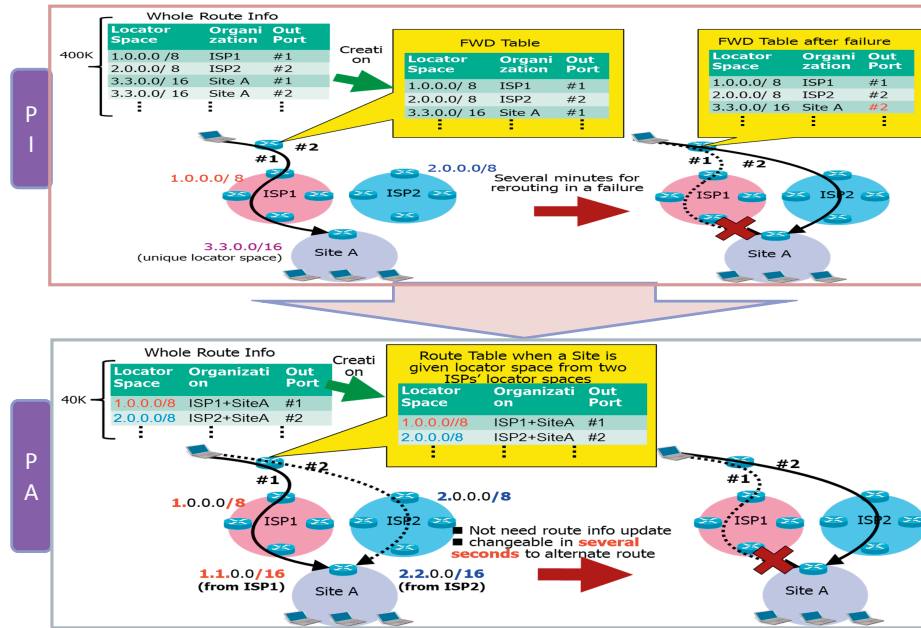 Whole Route Info
Locator Space Organi zation Out Port
1.0.0.0 /8 ISP1 #1
2.0.0.0/ 8 ISP2 #2
3.3.0.0/ 16 Site A #1
3.3.0.0/ 16 Site A #2
400K
Creati
on
FWD Table
Locator Space Organi zation Out Port
1.0.0.0/ 8 ISP1 #1
2.0.0.0/ 8 ISP2 #2
3.3.0.0/ 16 Site A #1
FWD Table after failure
Locator Space Organi zation Out Port
1.0.0.0/ 8 ISP1 #1
2.0.0.0/ 8 ISP2 #2
3.3.0.0/ 16 Site A #2
P
I
#1
#2
1.0.0.0/ 8
2.0.0.0/8
ISP1
ISP2
3.3.0.0/16
(unique locator space)
Site A
Several minutes for
rerouting in a failure
#1
#2
ISP1
ISP2
Site A
Whole Route Info
Locator Space Organizati on Out Port
1.0.0.0/8 ISP1+SiteA #1
2.0.0.0/8 ISP2+SiteA #2
40K
Creati
on
Route Table when a Site is
given locator space from two
ISPs' locator spaces
Locator Space Organizati on Out Port
1.0.0.0//8 ISP1+SiteA #1
2.0.0.0/8 ISP2+SiteA #2
P
A
#1
#2
1.0.0.0/8
2.0.0.0/8
ISP1
ISP2
1.1.0.0/16
(from ISP1)
2.2.0.0/16
(from ISP2)
Site A
■ Not need route info update
■ changeable in several
seconds to alternate route
#1
#2
ISP1
ISP2
Site A